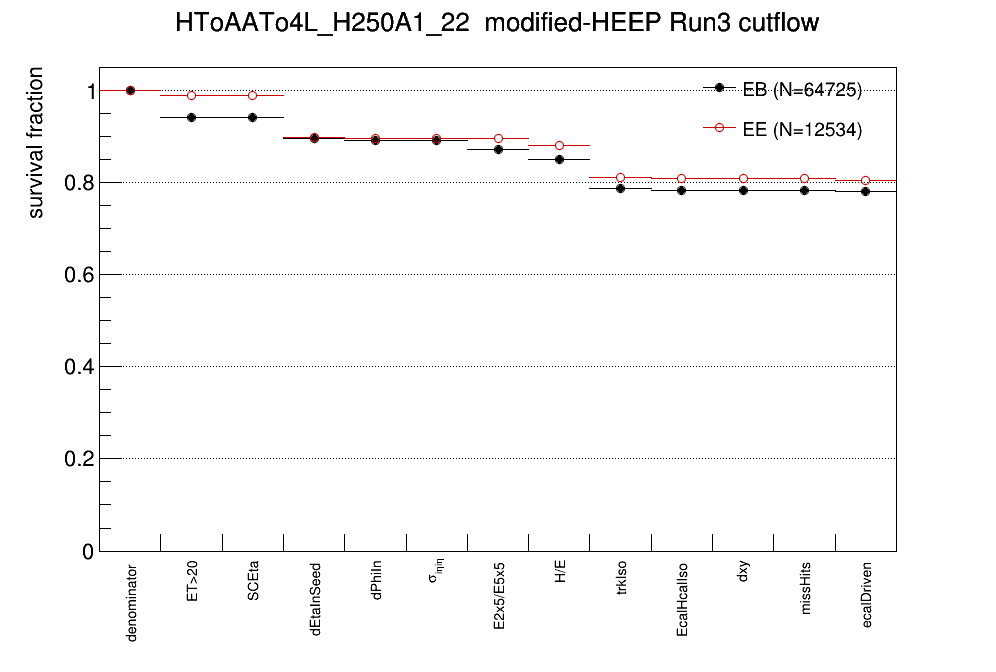 HToAATo4L_H250A1_22 modified-HEEP Run3 cutflow
survival fraction
1
0.8
0.6
0.4
0.2
0
EB (N=64725)
EE (N=12534)
denominator
ET>20
SCEta
dEtaInSeed
dPhiIn
σiηiη
E2x5/E5x5
H/E
trkIso
EcalHcalIso
dxy
missHits
ecalDriven